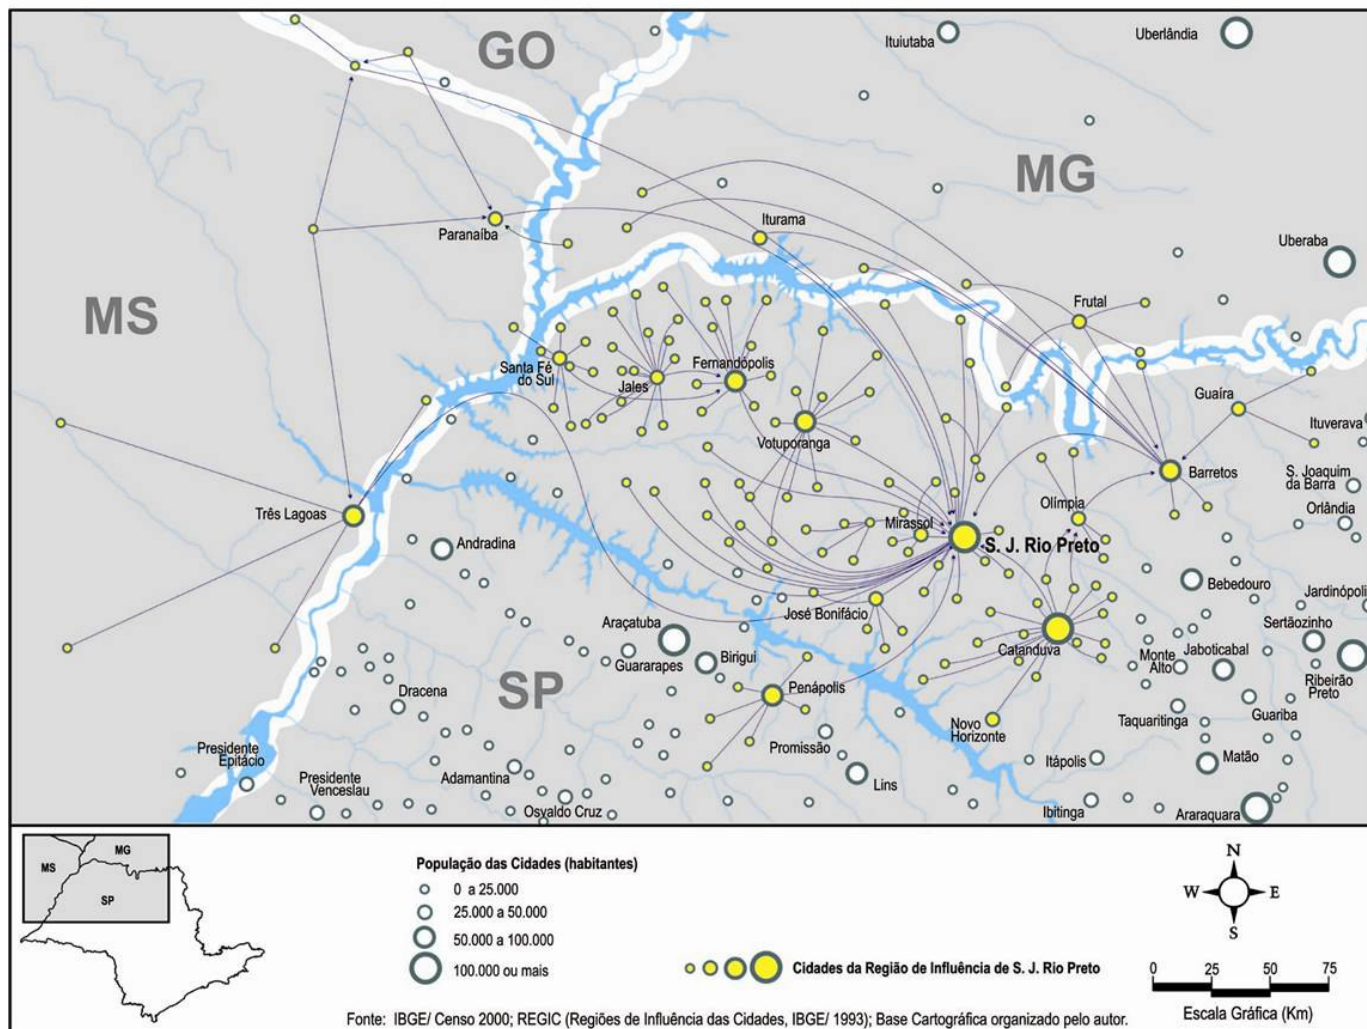 GO
Ituiutaba
Uberlândia
MG
Paranaíba
Iturama
Uberaba
MS
Frutal
Santa Fé
do Sul
Jales
Fernandópolis
Guaíra
Ituverava
Votuporanga
Barretos
S. Joaquim
da Barra
Três Lagoas
Mirassol
Olímpia
Orlândia
S. J. Rio Preto
Andradina
Bebedouro
Jardinópoli
José Bonifácio
Sertãozinho
Araçatuba
Catanduva
Monte
Alto
Jaboticabal
Guararapes
Birigui
Ribeirão
Preto
SP
Penápolis
Dracena
Novo
Horizonte
Taquaritinga
Guariba
Promissão
Presidente
Epitácio
Itápolis
Matão
Adamantina
Presidente
Venceslau
Lins
Osvaldo Cruz
Ibitinga
Araraquara
MS
MG
SP
População das Cidades (habitantes)
0 a 25.000
25.000 a 50.000
50.000 a 100.000
100.000 ou mais
Cidades da Região de Influência de S. J. Rio Preto
N
W
E
S
0 25 50 75
Escala Gráfica (Km)
Fonte: IBGE/ Censo 2000; REGIC (Regiões de Influência das Cidades, IBGE/ 1993); Base Cartográfica organizado pelo autor.